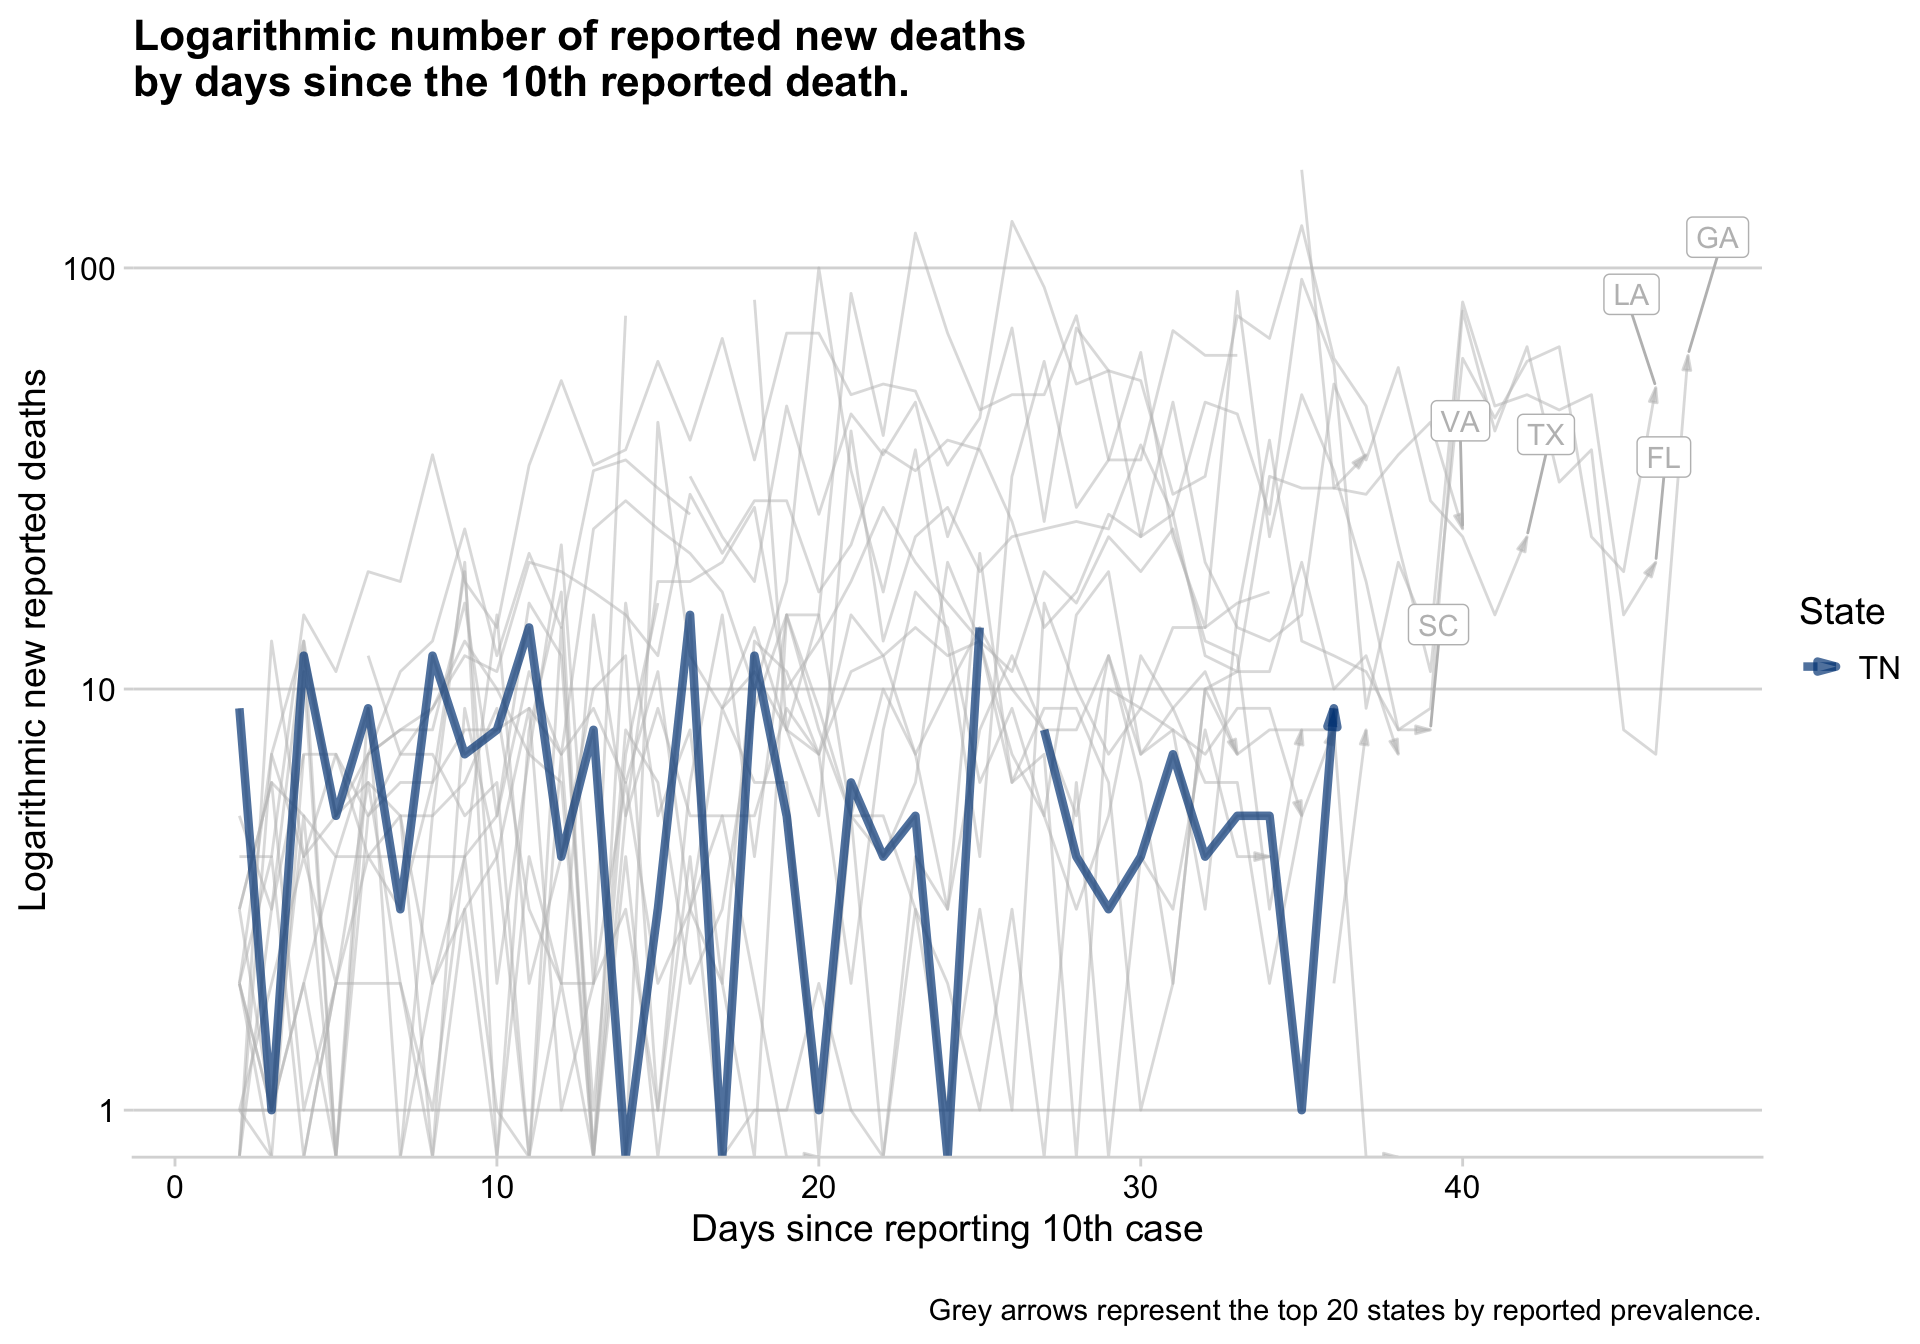 Logarithmic number of reported new deaths
by days since the 10th reported death.
Logarithmic new reported deaths
100
10
1
GA
LA
VA
TX
FL
SC
State
TN
0
10
20
30
40
Days since reporting 10th case
Grey arrows represent the top 20 states by reported prevalence.